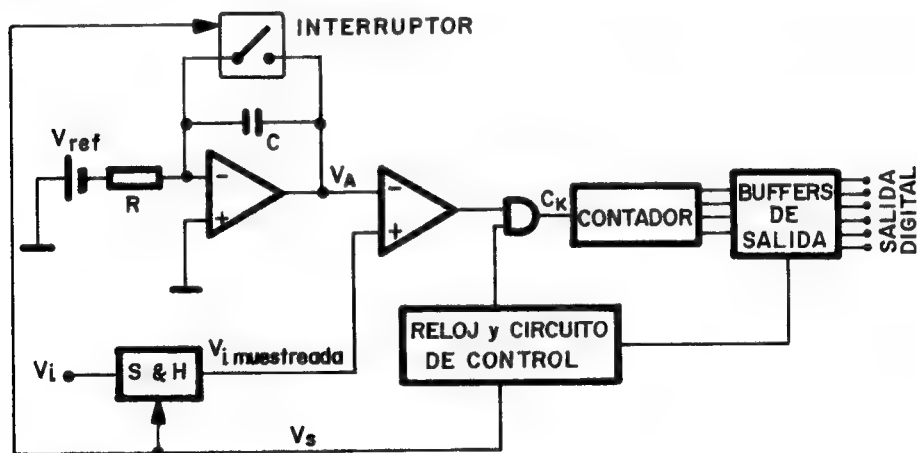 INTERRUPTOR
C
Vref
R
-
+
VA
-
+
CK
CONTADOR
BUFFERS
DE
SALIDA
SALIDA
DIGITAL
RELOJ y CIRCUITO
DE CONTROL
Vi muestreada
Vi
S & H
Vs